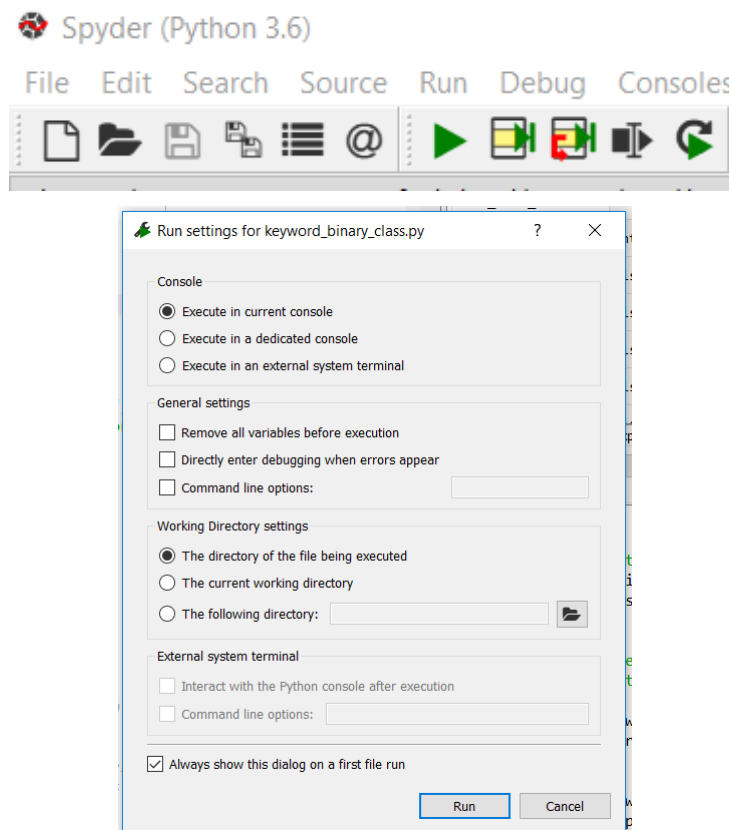 Spyder (Python 3.6)
File Edit Search Source Run Debug Consoles
Run settings for keyword_binary_class.py ? X
Console
Execute in current console
Execute in a dedicated console
Execute in an external system terminal
General settings
Remove all variables before execution
Directly enter debugging when errors appear
Command line options:
Working Directory settings
The directory of the file being executed
The current working directory
The following directory:
External system terminal
Interact with the Python console after execution
Command line options:
Always show this dialog on a first file run
Run Cancel